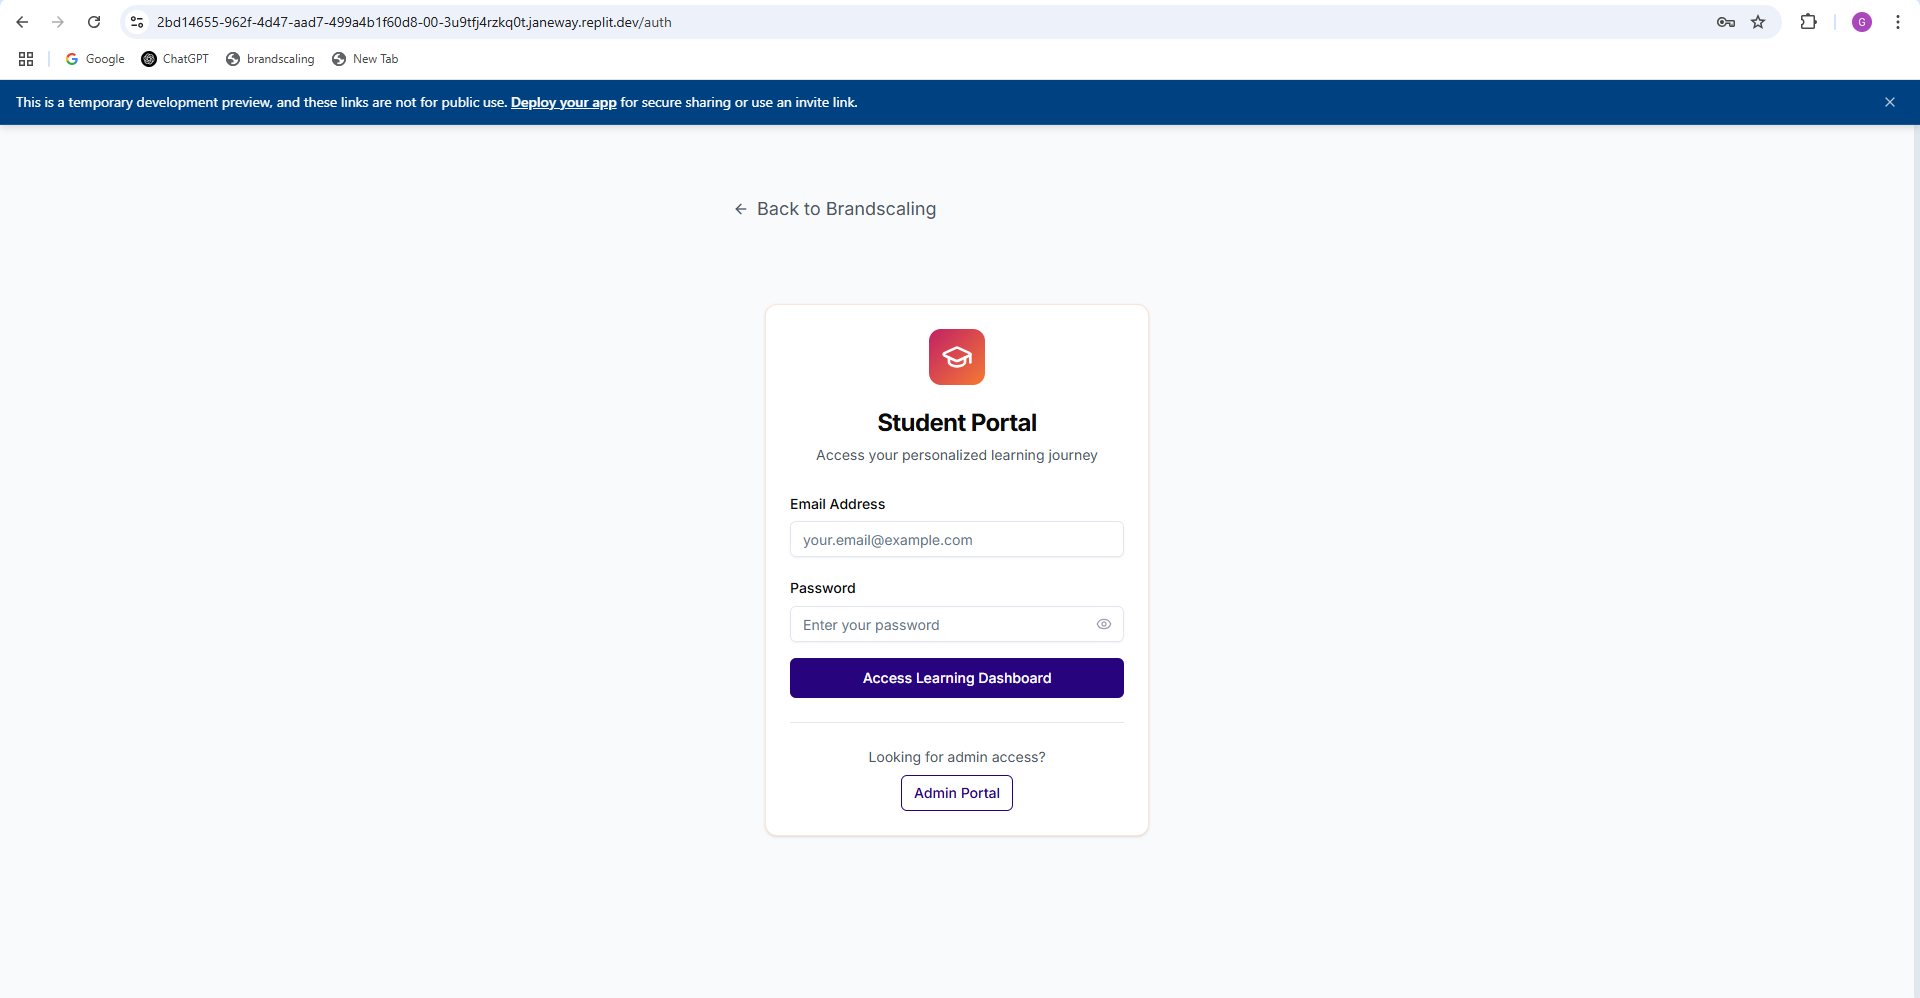 2bd14655-962f-4d47-aad7-499a4b1f60d8-00-3u9tfj4rzkq0t.janeway.replit.dev/auth
G
Google
ChatGPT
brandscaling
New Tab
This is a temporary development preview, and these links are not for public use. Deploy your app for secure sharing or use an invite link.
Back to Brandscaling
Student Portal
Access your personalized learning journey
Email Address
your.email@example.com
Password
Enter your password
Access Learning Dashboard
Looking for admin access?
Admin Portal